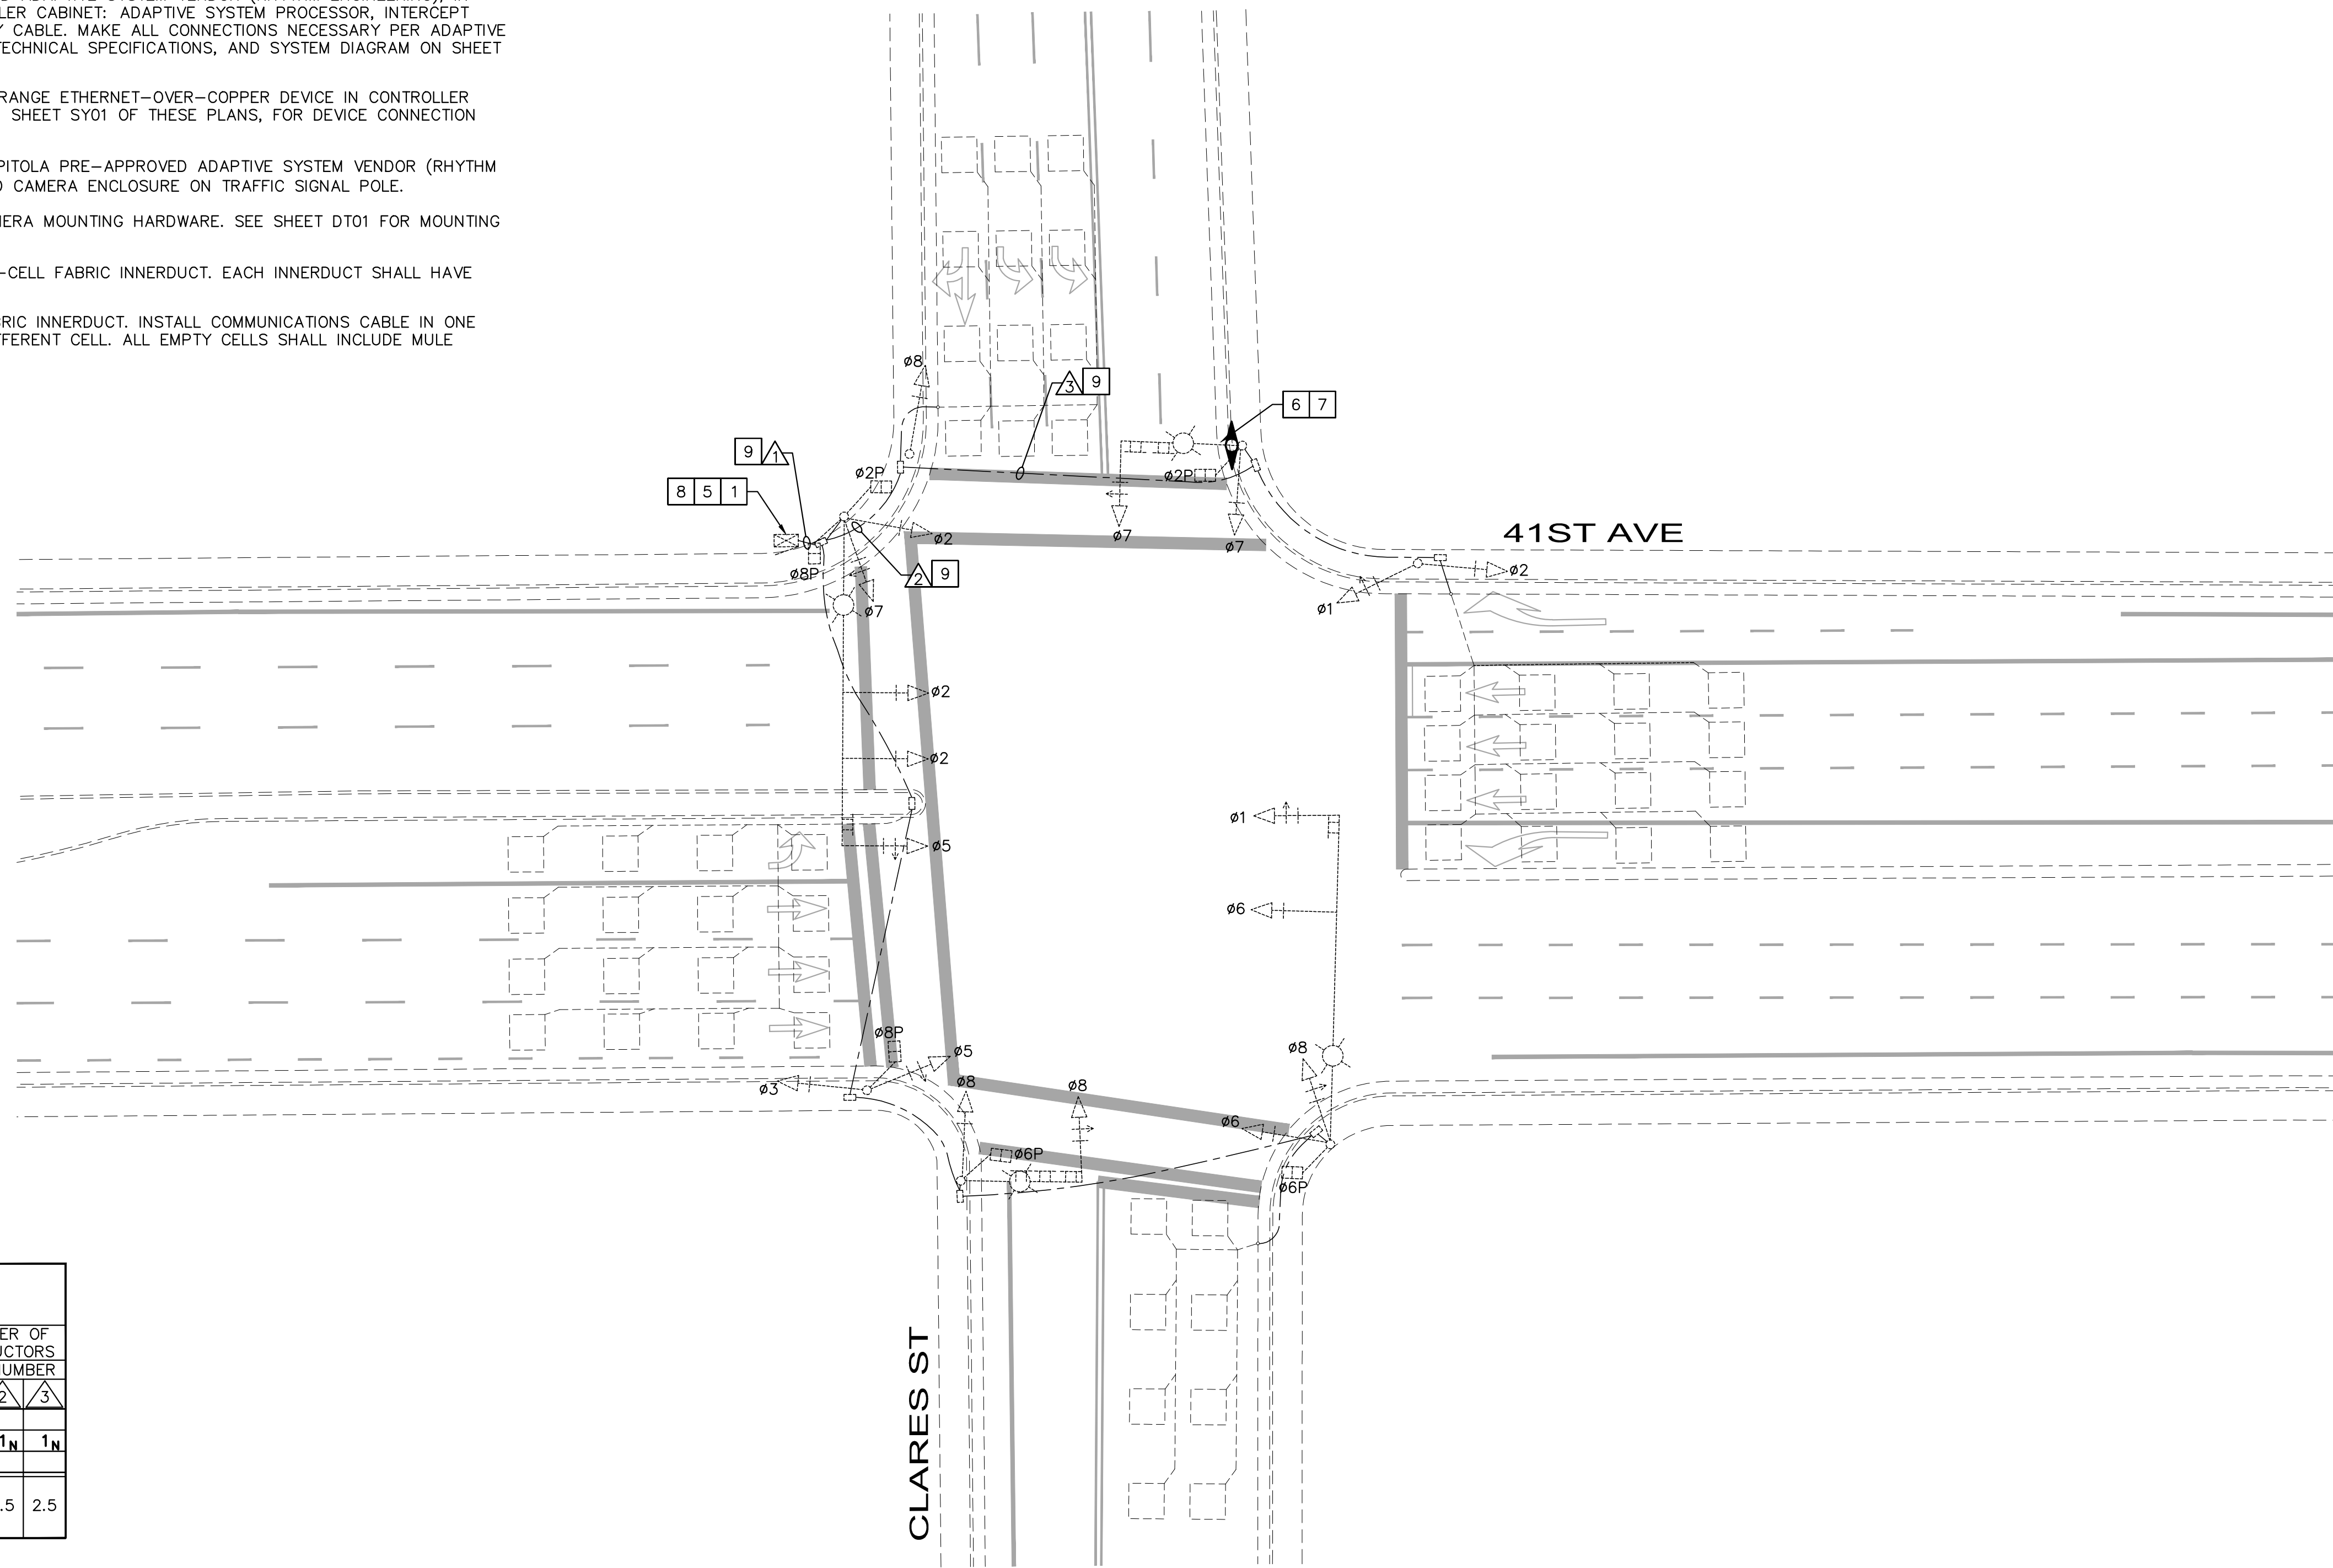 LER CABINET: ADAPTIVE SYSTEM PROCESSOR, INTERCEPT
Y CABLE. MAKE ALL CONNECTIONS NECESSARY PER ADAPTIVE
TECHNICAL SPECIFICATIONS, AND SYSTEM DIAGRAM ON SHEET
RANGE ETHERNET-OVER-COPPER DEVICE IN CONTROLLER
SHEET SY01 OF THESE PLANS, FOR DEVICE CONNECTION
PITOLA PRE-APPROVED ADAPTIVE SYSTEM VENDOR (RHYTHM
CAMERA ENCLOSURE ON TRAFFIC SIGNAL POLE.
MERA MOUNTING HARDWARE. SEE SHEET DT01 FOR MOUNTING
-CELL FABRIC INNERDUCT. EACH INNERDUCT SHALL HAVE
BRIC INNERDUCT. INSTALL COMMUNICATIONS CABLE IN ONE
FFERENT CELL. ALL EMPTY CELLS SHALL INCLUDE MULE
ø8
3 9
6 7
9 1
ø2P
ø2P
8 5 1
ø2
ø7
ø7
41ST AVE
ø8P
2 9
ø2
ø7
ø1
ø2
ø2
ø1
ø5
ø6
ø8P
ø5
ø8
ø3
ø8
ø8
ø6
ø6P
ø6P
CLARES ST
ER OF
UCTORS
NUMBER
2 3
1N 1N
.5 2.5